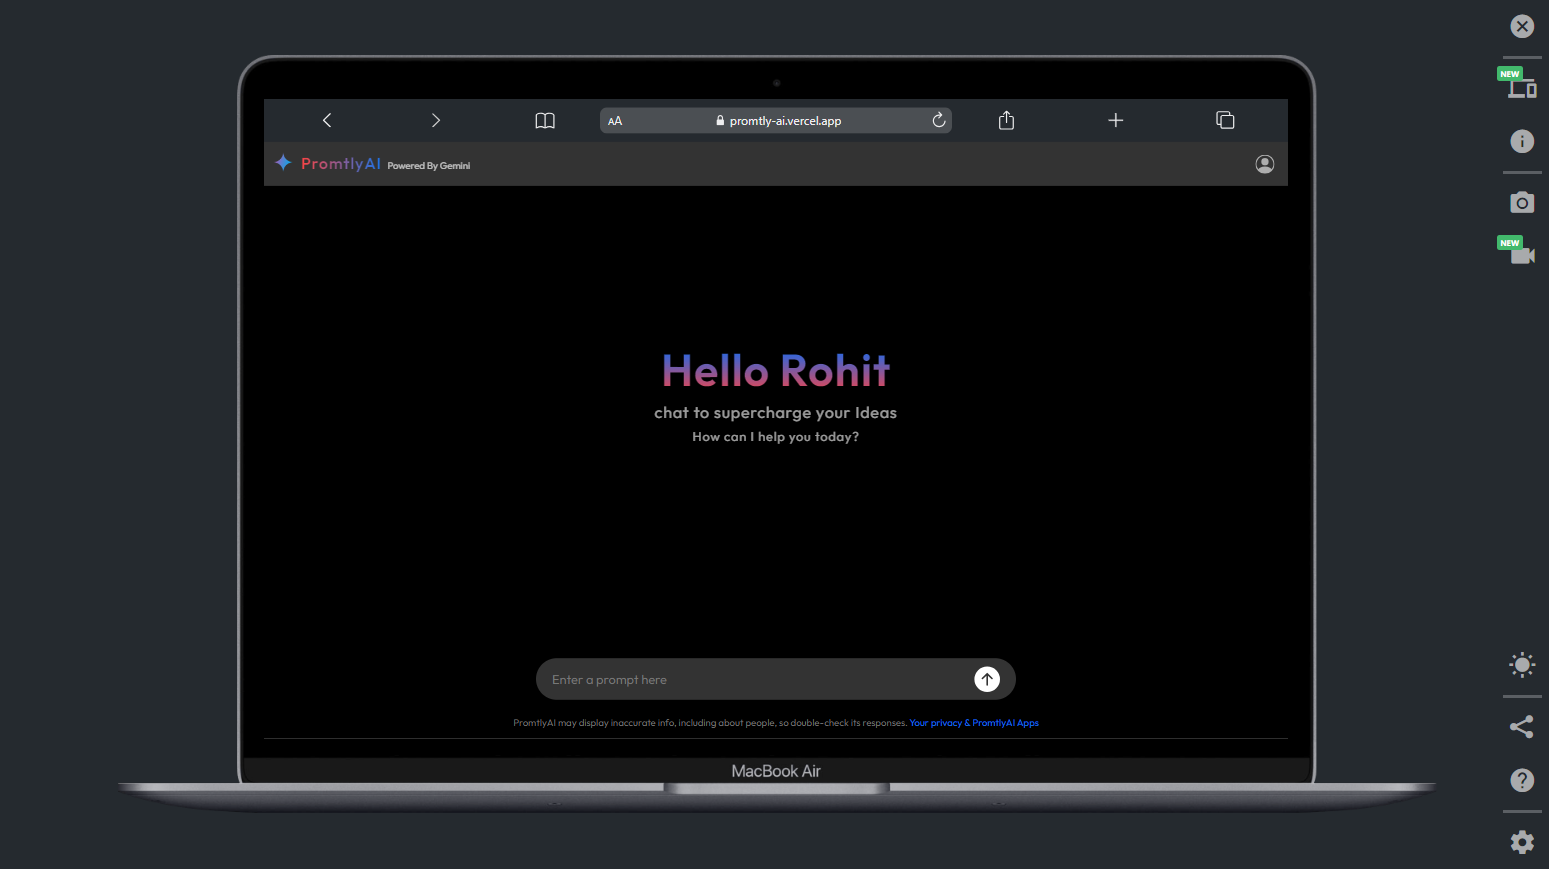 NEW
AA promtly-ai.vercel.app
PromtlyAI Powered By Gemini
NEW
Hello Rohit
chat to supercharge your Ideas
How can I help you today?
Enter a prompt here
PromtlyAI may display inaccurate info, including about people, so double-check its responses. Your privacy & PromtlyAI Apps
MacBook Air